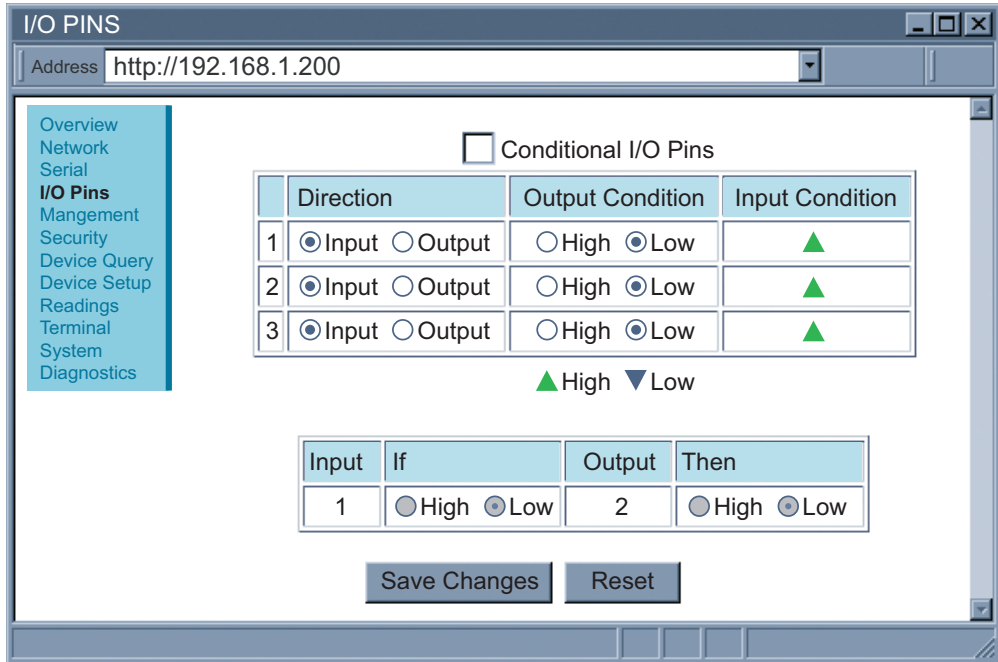 I/O PINS
Address http://192.168.1.200
Overview
Network
Serial
I/O Pins
Mangement
Security
Device Query
Device Setup
Readings
Terminal
System
Diagnostics
Conditional I/O Pins
Direction Output Condition Input Condition
1 Input Output High Low
2 Input Output High Low
3 Input Output High Low
High Low
Input If Output Then
1 High Low 2 High Low
Save Changes Reset